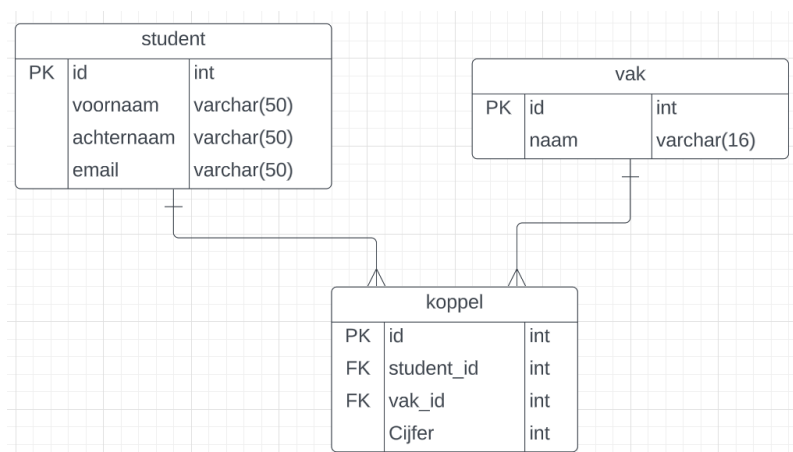 student
PK id int
voornaam varchar(50)
achternaam varchar(50)
email varchar(50)
vak
PK id int
naam varchar(16)
koppel
PK id int
FK student_id int
FK vak_id int
Cijfer int